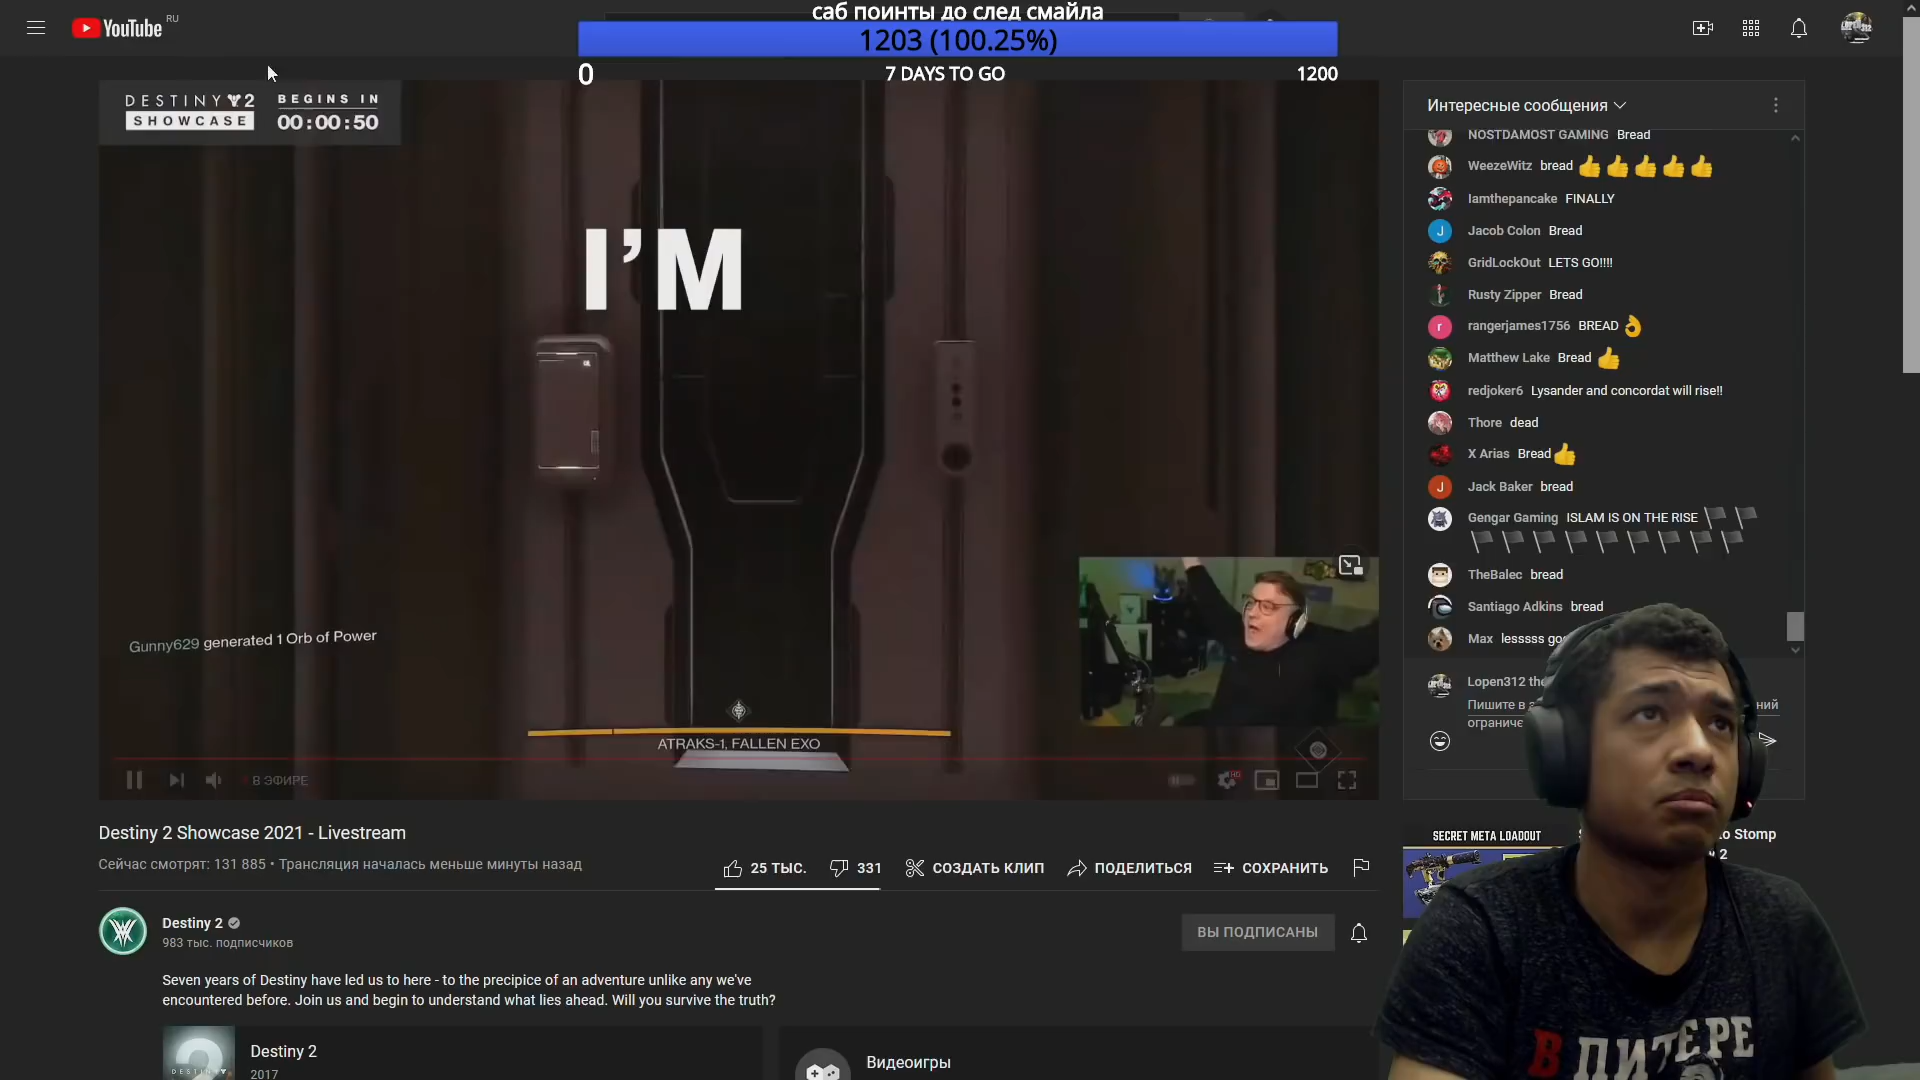 YouTube RU
саб поинты до след смайла
1203 (100.25%)
0 7 DAYS TO GO 1200
DESTINY 2 SHOWCASE
BEGINS IN
00:00:50
I'M
Gunny629 generated 1 Orb of Power
ATRAKS-1, FALLEN EXO
В ЭФИРЕ
HD
Интересные сообщения
NOSTDAMOST GAMING Bread
WeezeWitz bread 👍👍👍👍👍
Iamthepancake FINALLY
J Jacob Colon Bread
GridLockOut LETS GO!!!!
Rusty Zipper Bread
r rangerjames1756 BREAD 👌
Matthew Lake Bread 👍
redjoker6 Lysander and concordat will rise!!
Thore dead
X Arias Bread👍
J Jack Baker bread
Gengar Gaming ISLAM IS ON THE RISE 🏴🏴
🏴🏴🏴🏴🏴🏴🏴🏴🏴
TheBalec bread
Santiago Adkins bread
Max lesssss
Lopen312
Пишите в
Destiny 2 Showcase 2021 - Livestream
Сейчас смотрят: 131 885 • Трансляция началась меньше минуты назад
25 ТЫС. 331 СОЗДАТЬ КЛИП ПОДЕЛИТЬСЯ СОХРАНИТЬ
Destiny 2
983 тыс. подписчиков
ВЫ ПОДПИСАНЫ
Seven years of Destiny have led us to here - to the precipice of an adventure unlike any we've
encountered before. Join us and begin to understand what lies ahead. Will you survive the truth?
2 DESTINY
Destiny 2
2017
Видеоигры
SECRET META LOADOUT
to Stomp
2
В ПИТЕРЕ